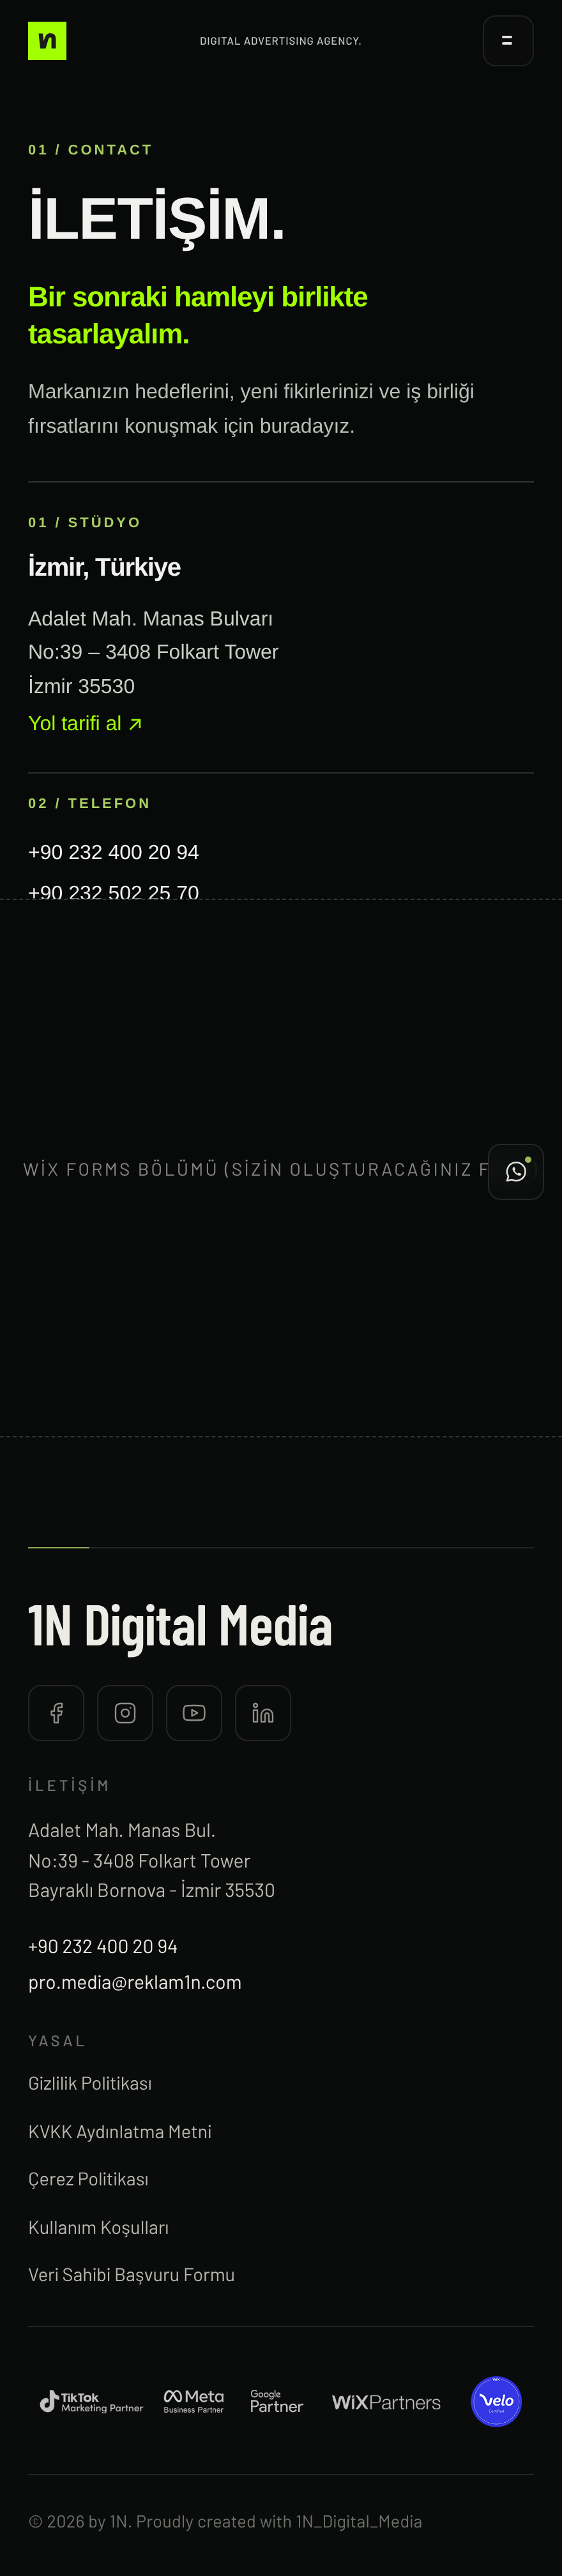 n
DIGITAL ADVERTISING AGENCY.
01 / CONTACT
İLETİŞİM.
Bir sonraki hamleyi birlikte
tasarlayalım.
Markanızın hedeflerini, yeni fikirlerinizi ve iş birliği
fırsatlarını konuşmak için buradayız.
01 / STÜDYO
İzmir, Türkiye
Adalet Mah. Manas Bulvarı
No:39 – 3408 Folkart Tower
İzmir 35530
Yol tarifi al
02 / TELEFON
+90 232 400 20 94
+90 232 502 25 70
WİX FORMS BÖLÜMÜ (SİZİN OLUŞTURACAĞINIZ F
1N Digital Media
İLETİŞİM
Adalet Mah. Manas Bul.
No:39 - 3408 Folkart Tower
Bayraklı Bornova - İzmir 35530
+90 232 400 20 94
pro.media@reklam1n.com
YASAL
Gizlilik Politikası
KVKK Aydınlatma Metni
Çerez Politikası
Kullanım Koşulları
Veri Sahibi Başvuru Formu
TikTok
Marketing Partner
Meta
Business Partner
Google
Partner
WiXPartners
WiX
Velo
Certified
© 2026 by 1N. Proudly created with 1N_Digital_Media